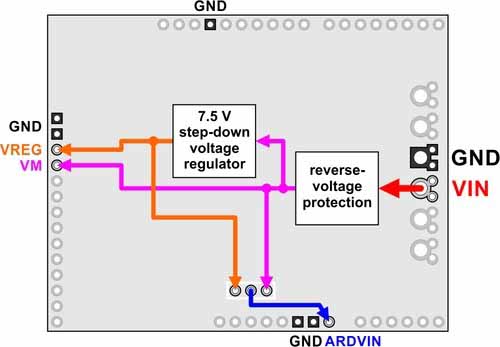 GND
7.5 V
step-down
voltage
regulator
GND
VREG
VM
reverse-
voltage
protection
GND
VIN
GND ARDVIN